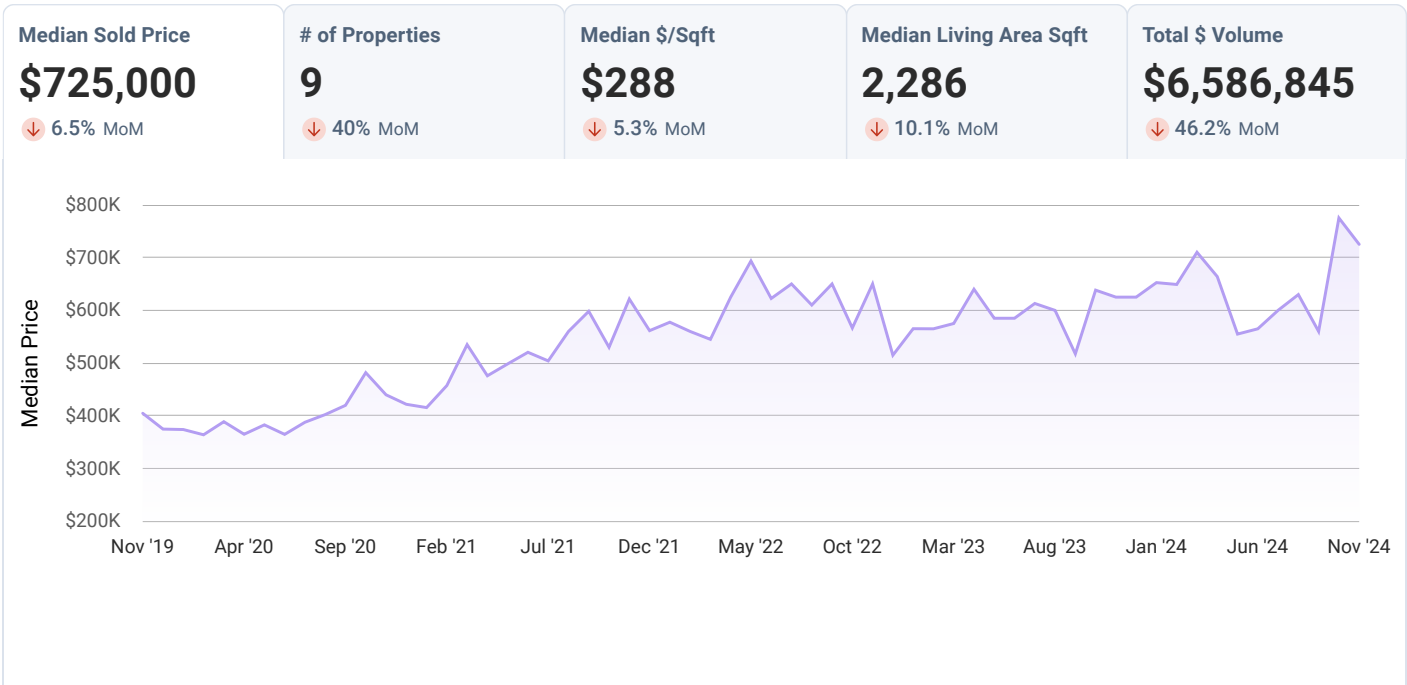 Median Sold Price
$725,000
6.5% MoM
# of Properties
9
40% MoM
Median $/Sqft
$288
5.3% MoM
Median Living Area Sqft
2,286
10.1% MoM
Total $ Volume
$6,586,845
46.2% MoM
Median Price
$800K
$700K
$600K
$500K
$400K
$300K
$200K
Nov '19 Apr '20 Sep '20 Feb '21 Jul '21 Dec '21 May '22 Oct '22 Mar '23 Aug '23 Jan '24 Jun '24 Nov '24